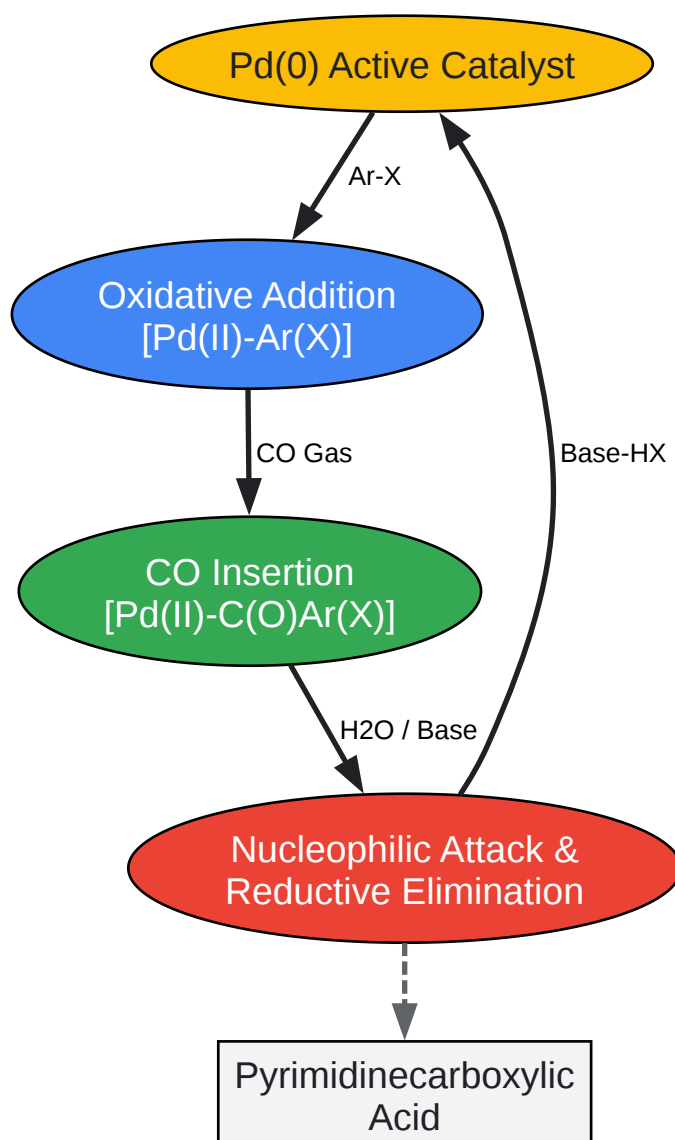 Pd(0) Active Catalyst
Ar-X
Oxidative Addition
[Pd(II)-Ar(X)]
CO Gas
Base-HX
CO Insertion
[Pd(II)-C(O)Ar(X)]
H2O / Base
Nucleophilic Attack &
Reductive Elimination
Pyrimidinecarboxylic
Acid